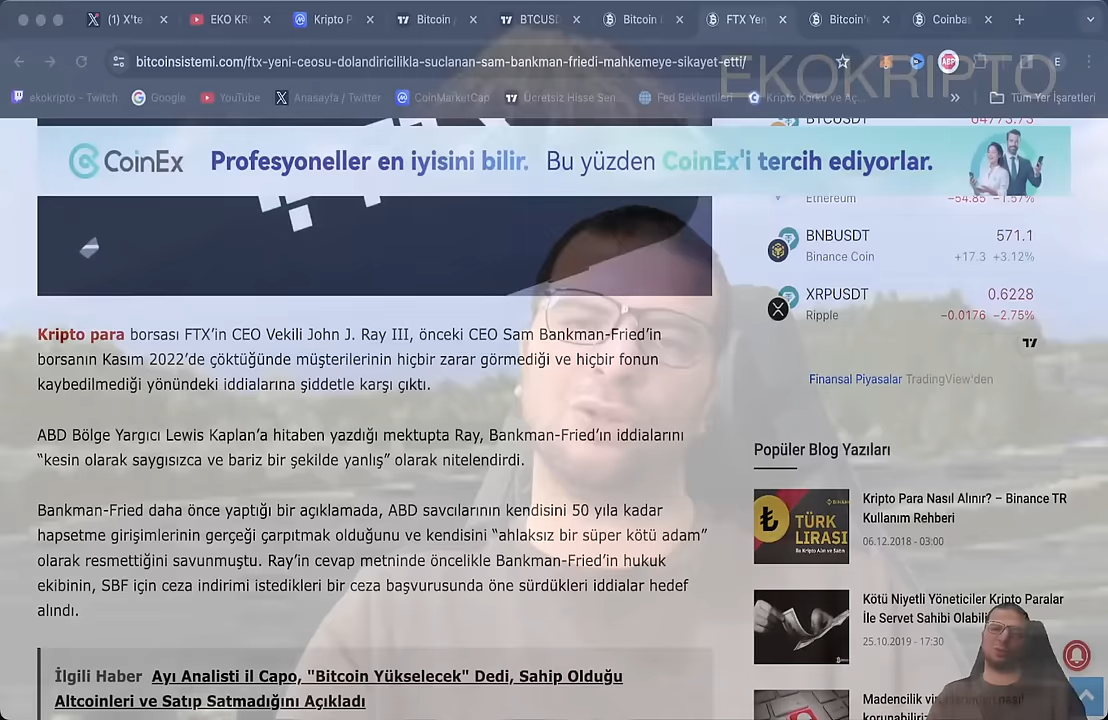 (1) X'te
EKO KRİ
Kripto P
Bitcoin
BTCUSD
Bitcoin
FTX Yen
Bitcoin'
Coinbas
bitcoinsistemi.com/ftx-yeni-ceosu-dolandiricilikla-suclanan-sam-bankman-friedi-mahkemeye-sikayet-etti/
ABP
E
EKOKRIPTO
ekokripto - Twitch
Google
YouTube
Anasayfa / Twitter
CoinMarketCap
Ücretsiz Hisse Sen...
Fed Beklentileri
Kripto Korku ve Aç...
Tüm Yer İşaretleri
BTCUSDT 64773.73
CoinEx Profesyoneller en iyisini bilir. Bu yüzden CoinEx'i tercih ediyorlar.
Ethereum −54.85 −1.57%
BNBUSDT 571.1
Binance Coin +17.3 +3.12%
XRPUSDT 0.6228
Ripple −0.0176 −2.75%
Finansal Piyasalar TradingView'den
Kripto para borsası FTX’in CEO Vekili John J. Ray III, önceki CEO Sam Bankman-Fried’in
borsanın Kasım 2022’de çöktüğünde müşterilerinin hiçbir zarar görmediği ve hiçbir fonun
kaybedilmediği yönündeki iddialarına şiddetle karşı çıktı.
ABD Bölge Yargıcı Lewis Kaplan’a hitaben yazdığı mektupta Ray, Bankman-Fried’ın iddialarını
“kesin olarak saygısızca ve bariz bir şekilde yanlış” olarak nitelendirdi.
Bankman-Fried daha önce yaptığı bir açıklamada, ABD savcılarının kendisini 50 yıla kadar
hapsetme girişimlerinin gerçeği çarpıtmak olduğunu ve kendisini “ahlaksız bir süper kötü adam”
olarak resmettiğini savunmuştu. Ray’in cevap metninde öncelikle Bankman-Fried’in hukuk
ekibinin, SBF için ceza indirimi istedikleri bir ceza başvurusunda öne sürdükleri iddialar hedef
alındı.
İlgili Haber Ayı Analisti il Capo, "Bitcoin Yükselecek" Dedi, Sahip Olduğu
Altcoinleri ve Satıp Satmadığını Açıkladı
Popüler Blog Yazıları
TÜRK
LİRASI
Kripto Para Nasıl Alınır? – Binance TR
Kullanım Rehberi
06.12.2018 - 03:00
Kötü Niyetli Yöneticiler Kripto Paralar
İle Servet Sahibi Olabili
25.10.2019 - 17:30
Madencilik nasıl